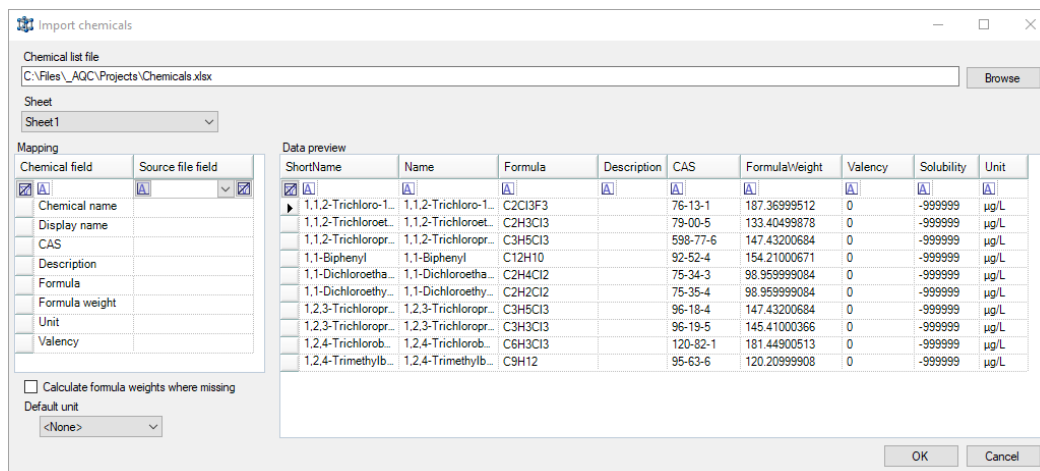 Import chemicals
Chemical list file
C:\Files\_AQC\Projects\Chemicals.xlsx
Browse
Sheet
Sheet1
Mapping
Chemical field Source file field
Chemical name
Display name
CAS
Description
Formula
Formula weight
Unit
Valency
Calculate formula weights where missing
Default unit
<None>
Data preview
ShortName Name Formula Description CAS FormulaWeight Valency Solubility Unit
1,1,2-Trichloro-1... 1,1,2-Trichloro-1... C2Cl3F3 76-13-1 187.36999512 0 -999999 µg/L
1,1,2-Trichloroet... 1,1,2-Trichloroet... C2H3Cl3 79-00-5 133.40499878 0 -999999 µg/L
1,1,2-Trichloropr... 1,1,2-Trichloropr... C3H5Cl3 598-77-6 147.43200684 0 -999999 µg/L
1,1-Biphenyl 1,1-Biphenyl C12H10 92-52-4 154.21000671 0 -999999 µg/L
1,1-Dichloroetha... 1,1-Dichloroetha... C2H4Cl2 75-34-3 98.959999084 0 -999999 µg/L
1,1-Dichloroethy... 1,1-Dichloroethy... C2H2Cl2 75-35-4 98.959999084 0 -999999 µg/L
1,2,3-Trichloropr... 1,2,3-Trichloropr... C3H5Cl3 96-18-4 147.43200684 0 -999999 µg/L
1,2,3-Trichloropr... 1,2,3-Trichloropr... C3H3Cl3 96-19-5 145.41000366 0 -999999 µg/L
1,2,4-Trichlorob... 1,2,4-Trichlorob... C6H3Cl3 120-82-1 181.44900513 0 -999999 µg/L
1,2,4-Trimethylb... 1,2,4-Trimethylb... C9H12 95-63-6 120.20999908 0 -999999 µg/L
OK Cancel